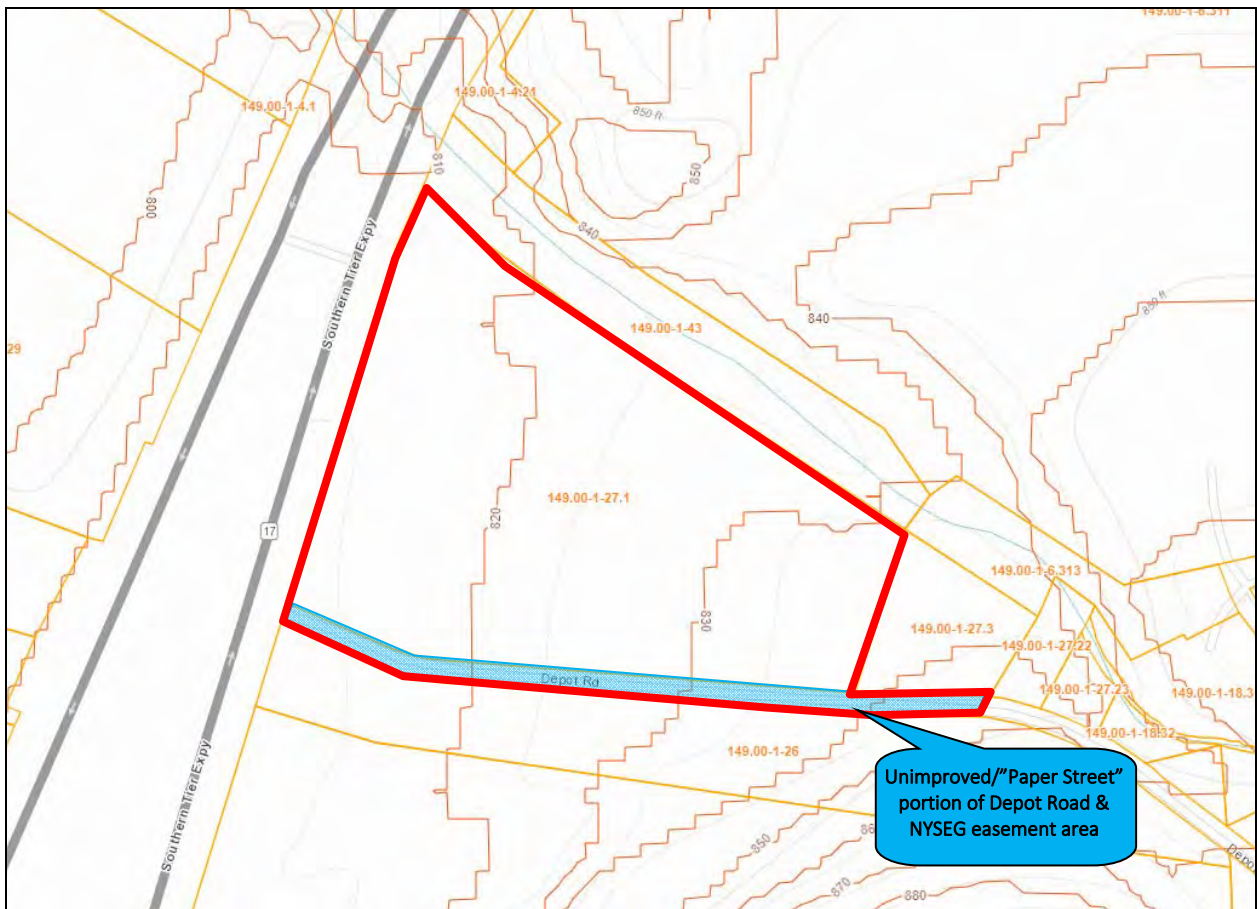 149.00-1-6.311
149.00-1-4.1
149.00-1-4.21
850 ft
810
850
800
840
Southern Tier Expy
850 ft
149.00-1-43
840
29
149.00-1-27.1
820
17
149.00-1-6.313
830
149.00-1-27.3
149.00-1-27.22
Depot Rd
149.00-1-27.23
149.00-1-18.3
149.00-1-18.32
149.00-1-26
Unimproved/"Paper Street"
portion of Depot Road &
NYSEG easement area
Southern Tier Expy
850
86
Depo
870
880